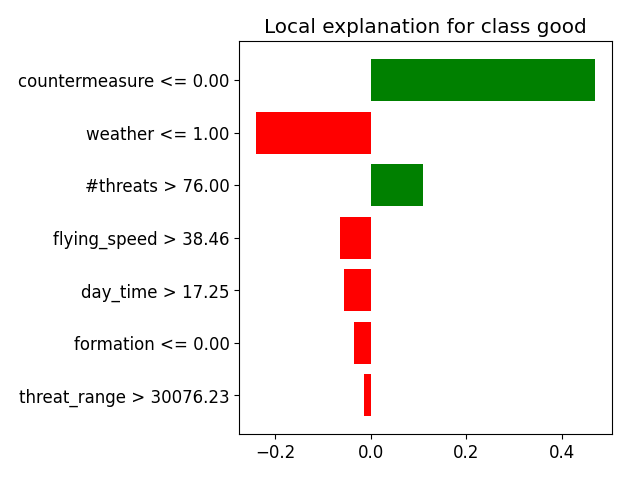 Local explanation for class good
countermeasure <= 0.00
weather <= 1.00
#threats > 76.00
flying_speed > 38.46
day_time > 17.25
formation <= 0.00
threat_range > 30076.23
−0.2 0.0 0.2 0.4